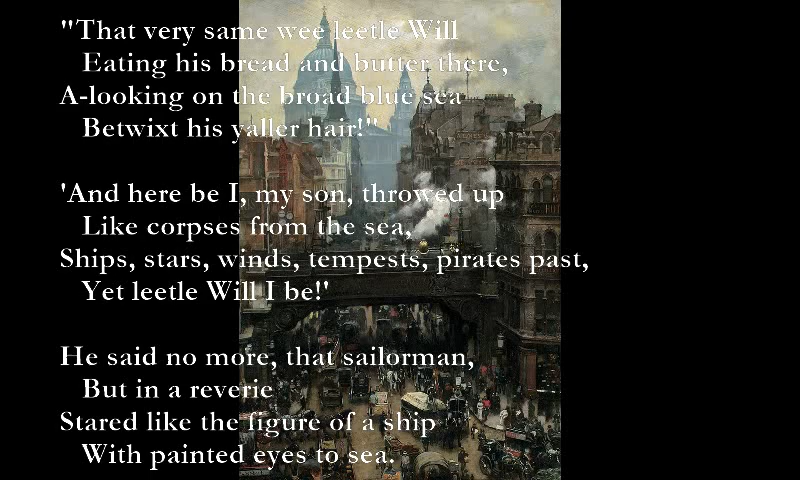 "That very same wee leetle Will
Eating his bread and butter there,
A-looking on the broad blue sea
Betwixt his yaller hair!"
'And here be I, my son, throwed up
Like corpses from the sea,
Ships, stars, winds, tempests, pirates past,
Yet leetle Will I be!'
He said no more, that sailorman,
But in a reverie
Stared like the figure of a ship
With painted eyes to sea.